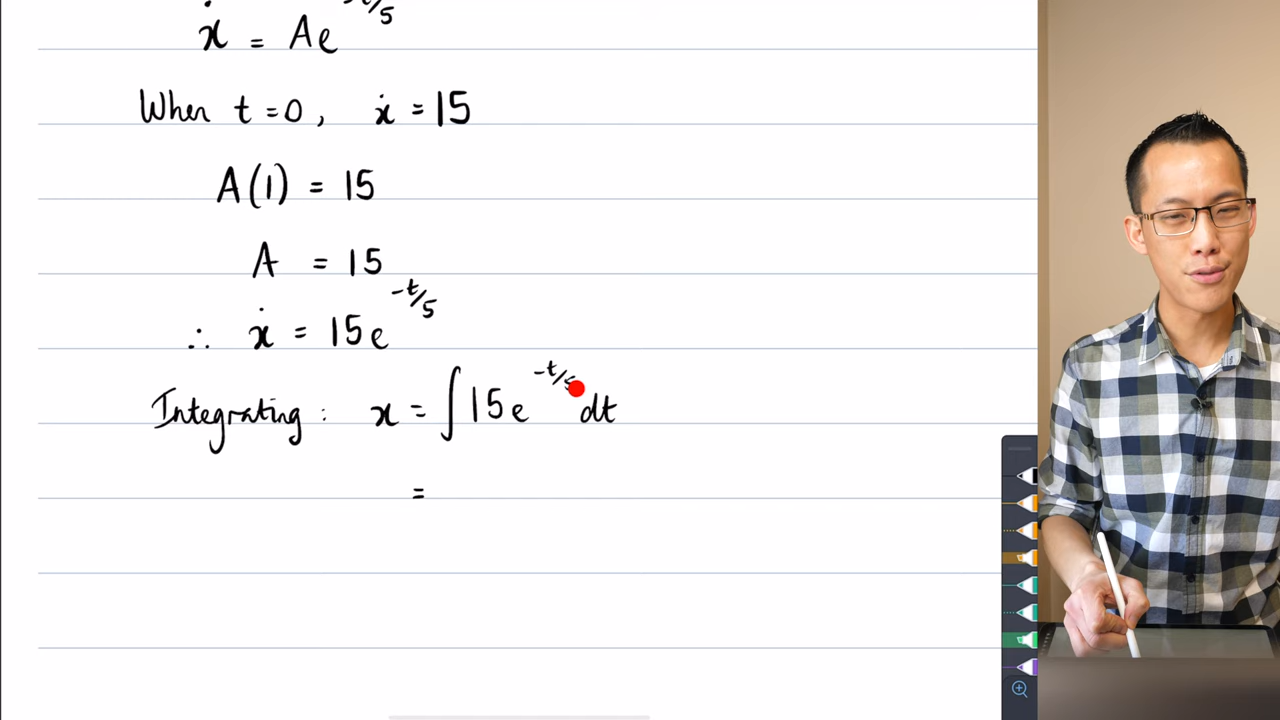 ẋ = Ae^(-t/5)
When t = 0, ẋ = 15
A(1) = 15
A = 15
∴ ẋ = 15e^(-t/5)
Integrating : x = ∫ 15e^(-t/5) dt
=